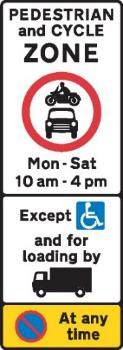 PEDESTRIAN
and CYCLE
ZONE
Mon - Sat
10 am - 4 pm
Except
and for
loading by
At any
time